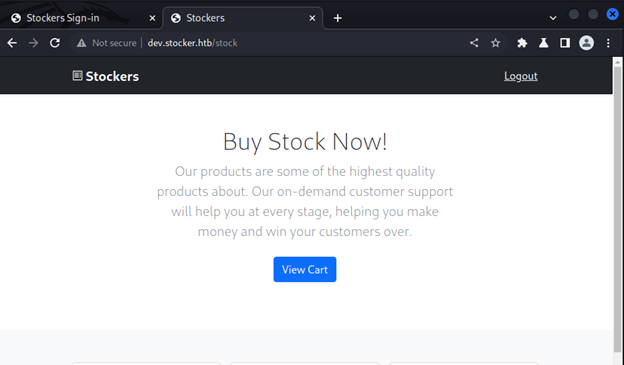 Stockers Sign-in
Stockers
Not secure
dev.stocker.htb/stock
Stockers
Logout
Buy Stock Now!
Our products are some of the highest quality
products about. Our on-demand customer support
will help you at every stage, helping you make
money and win your customers over.
View Cart